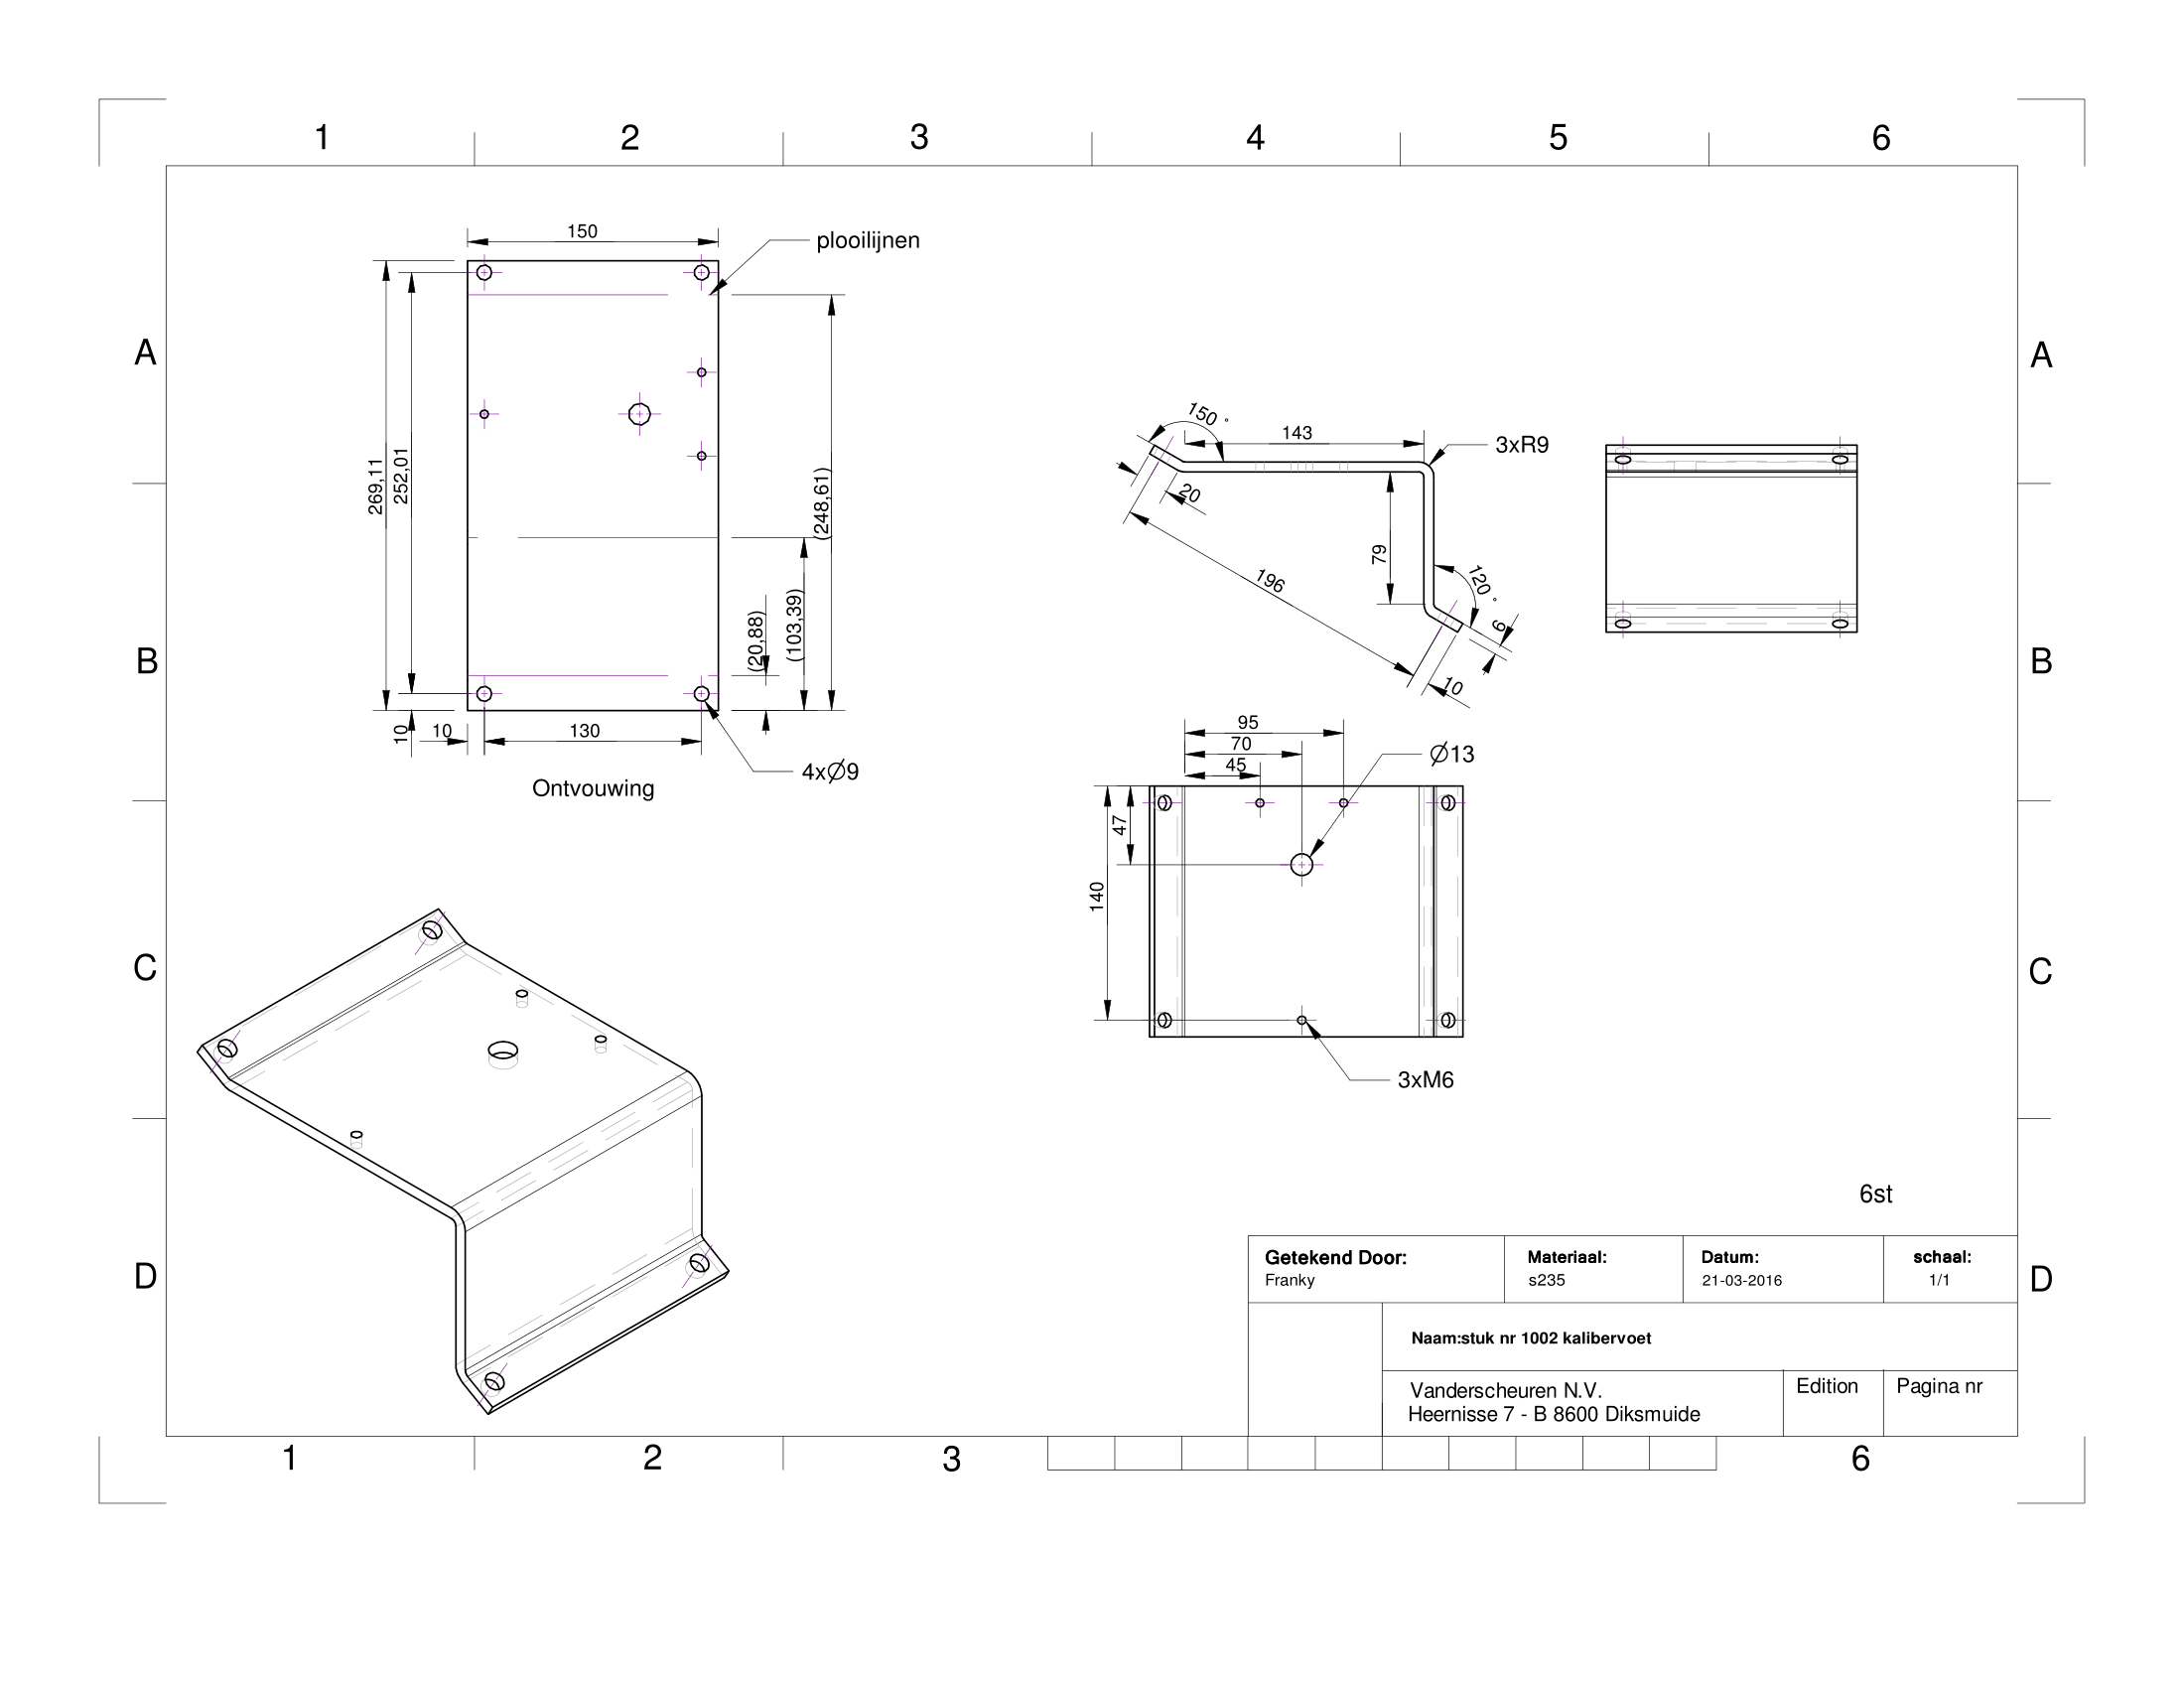 1 2 3 4 5 6
A A
B B
C C
D D
150
plooilijnen
269,11
252,01
(248,61)
(103,39)
(20,88)
10
10
130
4xØ9
Ontvouwing
150°
143
3xR9
20
79
196
120°
6
10
95
70
45
Ø13
47
140
3xM6
6st
Getekend Door: Materiaal: Datum: schaal:
Franky s235 21-03-2016 1/1
Naam:stuk nr 1002 kalibervoet
Vanderscheuren N.V. Edition Pagina nr
Heernisse 7 - B 8600 Diksmuide
1 2 3 6